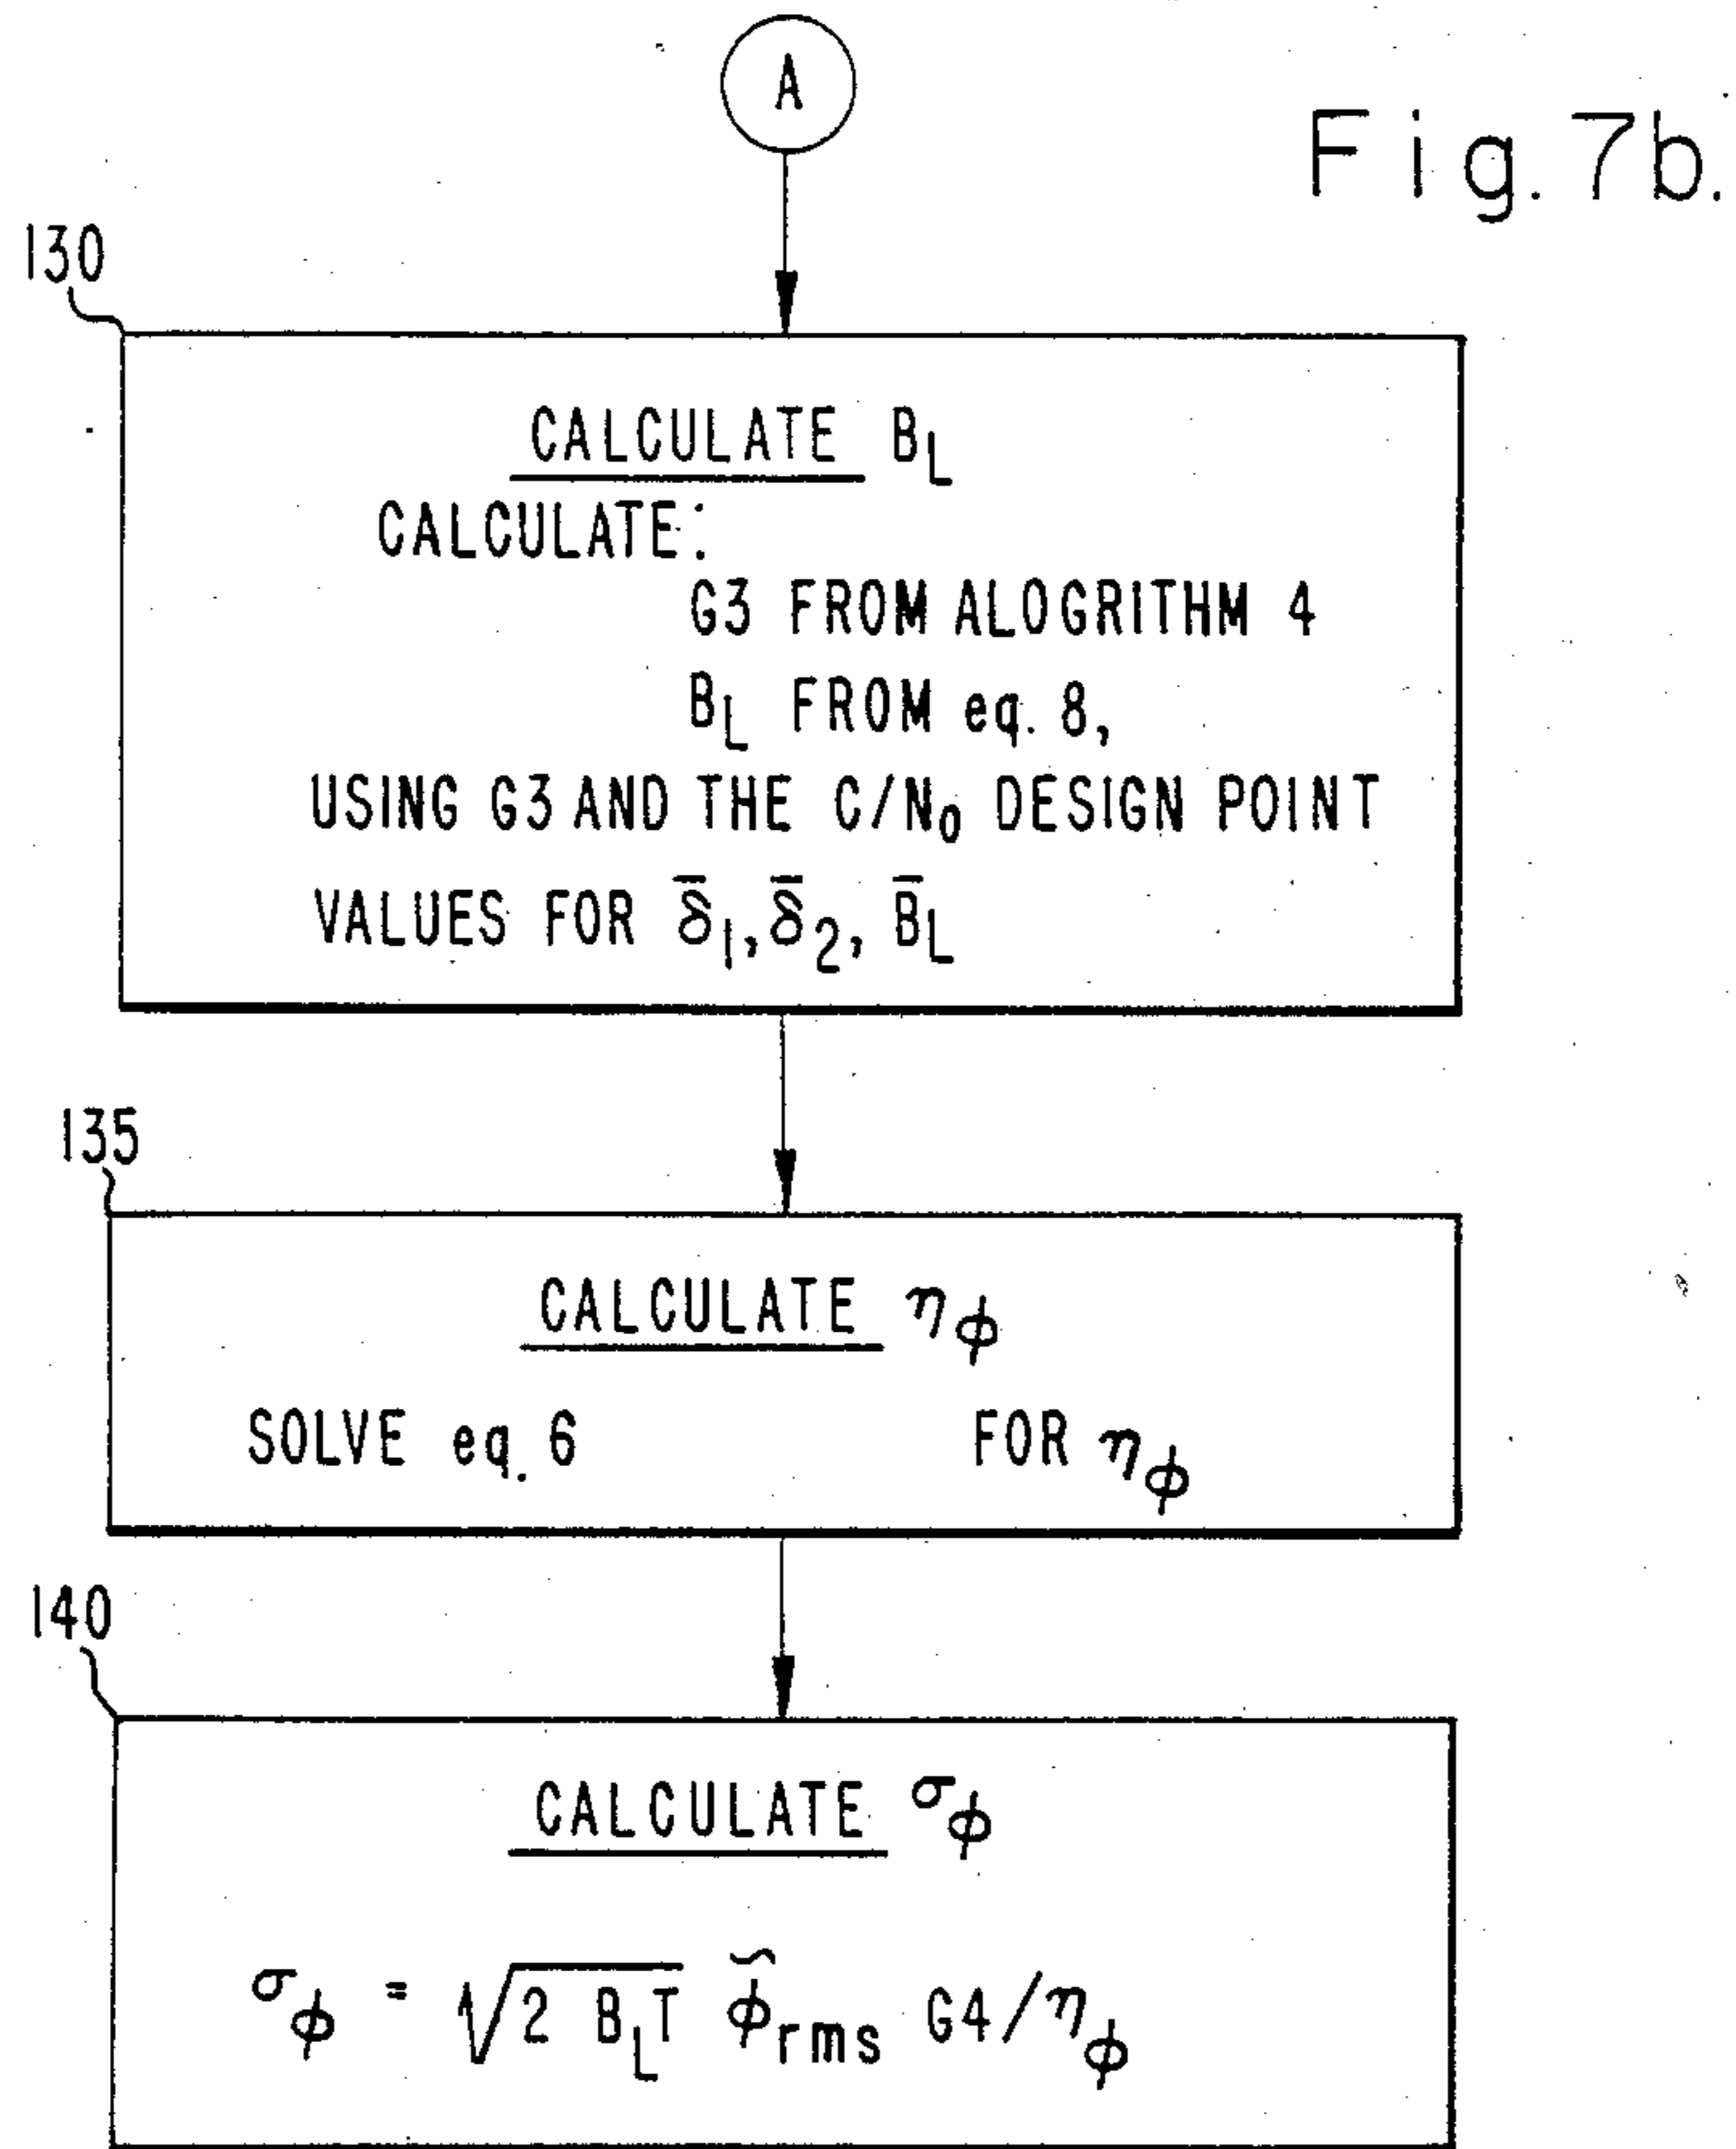 A
Fig. 7b.
130
CALCULATE B_L
CALCULATE:
G3 FROM ALOGRITHM 4
B_L FROM eq. 8,
USING G3 AND THE C/N_0 DESIGN POINT
VALUES FOR δ̄_1, δ̄_2, B̄_L
135
CALCULATE η_ϕ
SOLVE eq. 6 FOR η_ϕ
140
CALCULATE σ_ϕ
σ_ϕ = √(2 B_L T) ϕ̃_rms G4/η_ϕ